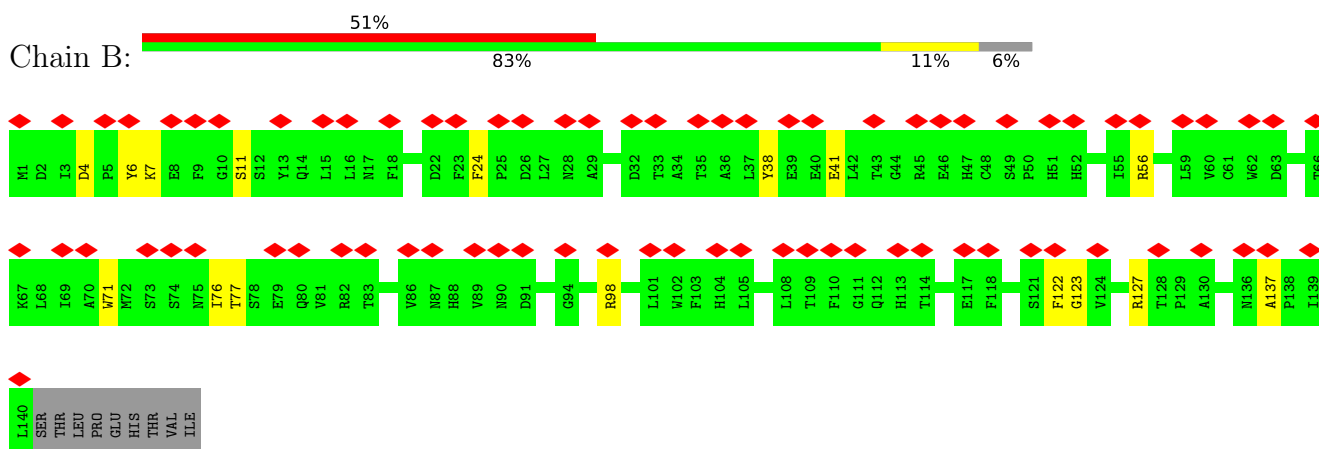 51%
Chain B:
83% 11% 6%
M1 D2 I3 D4 P5 Y6 K7 E8 F9 G10 S11 S12 Y13 Q14 L15 L16 N17 F18 D22 F23 F24 P25 D26 L27 N28 A29 D32 T33 A34 T35 A36 L37 Y38 E39 E40 E41 L42 T43 G44 R45 E46 H47 C48 S49 P50 H51 H52 I55 R56 L59 V60 C61 W62 D63 T66
K67 L68 I69 A70 W71 M72 S73 S74 N75 I76 T77 S78 E79 Q80 V81 R82 T83 V86 N87 H88 V89 N90 D91 G94 R98 L101 W102 F103 H104 L105 L108 T109 F110 G111 Q112 H113 T114 E117 F118 S121 F122 G123 V124 R127 T128 P129 A130 N136 A137 P138 I139
L140 SER THR LEU PRO GLU HIS THR VAL ILE